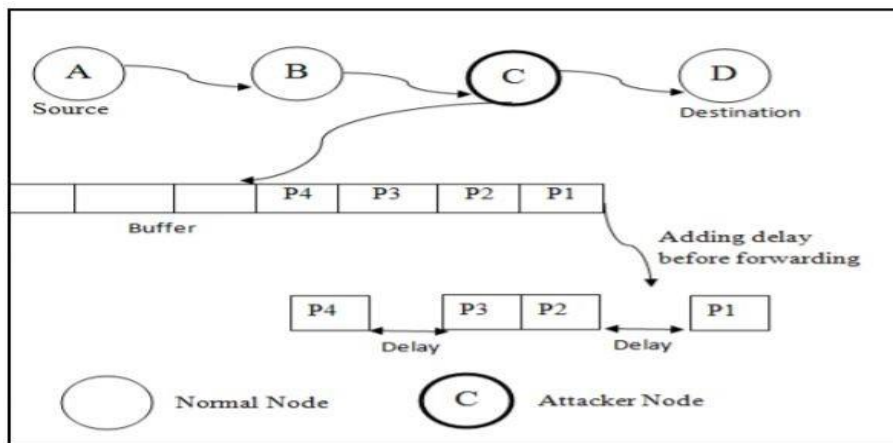 A B C D
Source
Destination
P4 P3 P2 P1
Buffer
Adding delay
before forwarding
P4 P3 P2 P1
Delay Delay
Normal Node C Attacker Node